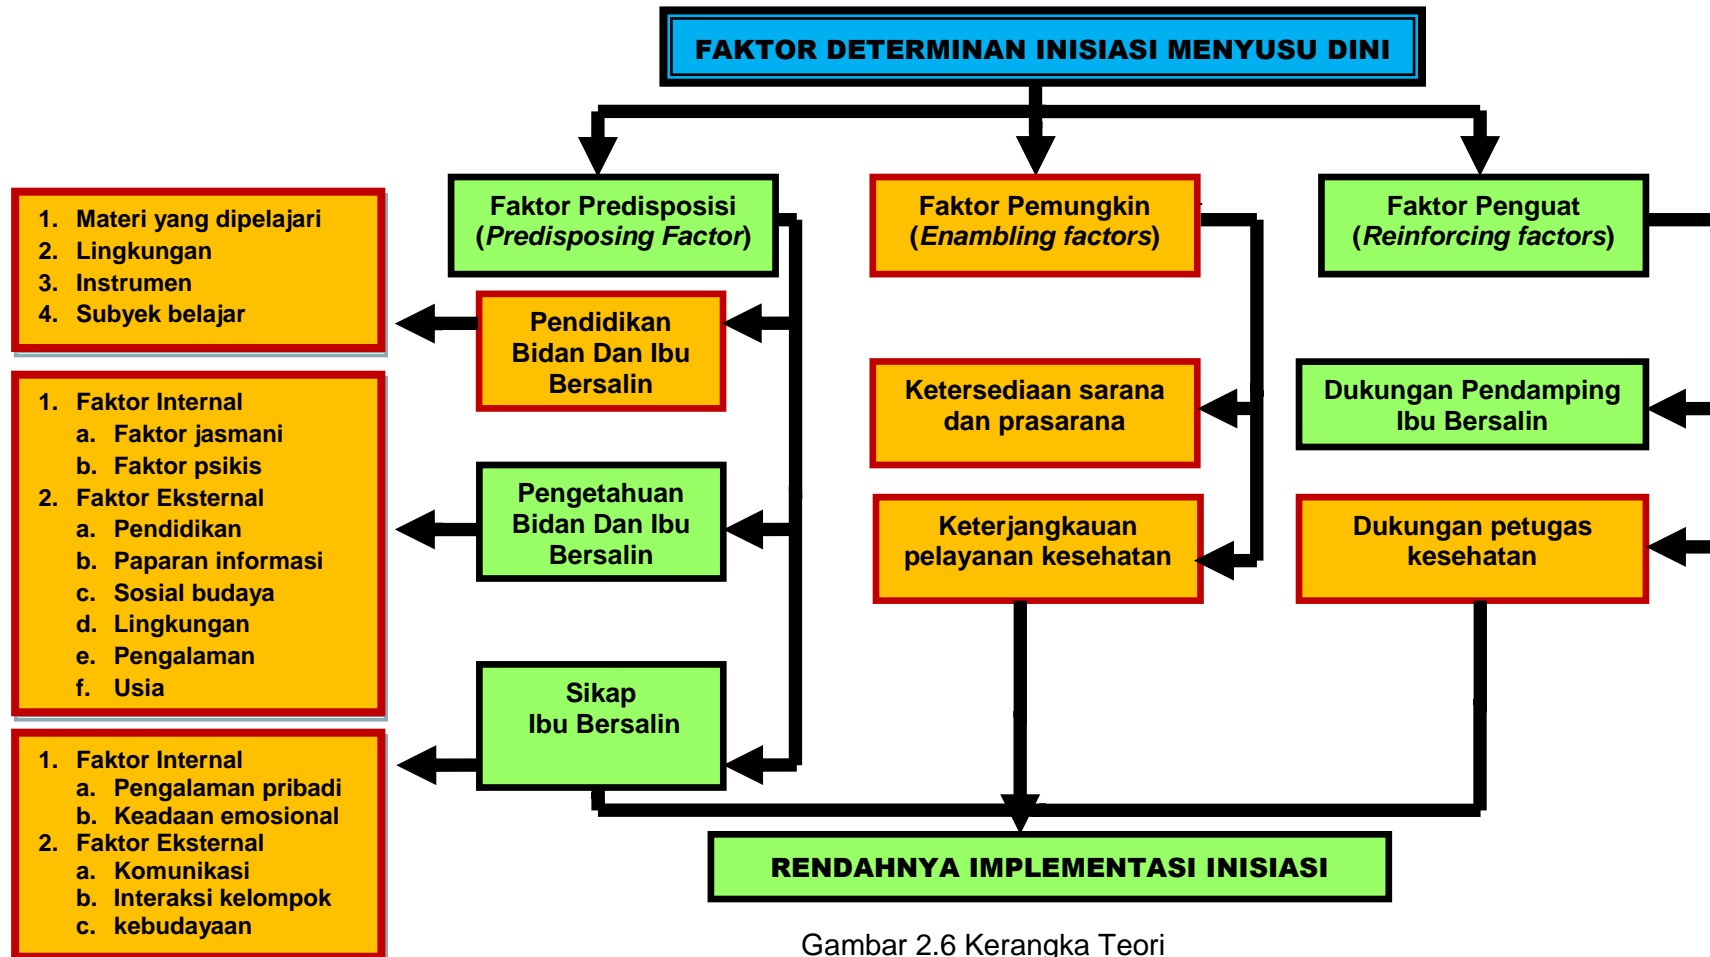 FAKTOR DETERMINAN INISIASI MENYUSU DINI
Faktor Predisposisi
(Predisposing Factor)
Faktor Pemungkin
(Enambling factors)
Faktor Penguat
(Reinforcing factors)
1. Materi yang dipelajari
2. Lingkungan
3. Instrumen
4. Subyek belajar
Pendidikan
Bidan Dan Ibu
Bersalin
Ketersediaan sarana
dan prasarana
Dukungan Pendamping
Ibu Bersalin
1. Faktor Internal
a. Faktor jasmani
b. Faktor psikis
2. Faktor Eksternal
a. Pendidikan
b. Paparan informasi
c. Sosial budaya
d. Lingkungan
e. Pengalaman
f. Usia
Pengetahuan
Bidan Dan Ibu
Bersalin
Keterjangkauan
pelayanan kesehatan
Dukungan petugas
kesehatan
Sikap
Ibu Bersalin
1. Faktor Internal
a. Pengalaman pribadi
b. Keadaan emosional
2. Faktor Eksternal
a. Komunikasi
b. Interaksi kelompok
c. kebudayaan
RENDAHNYA IMPLEMENTASI INISIASI
Gambar 2.6 Kerangka Teori